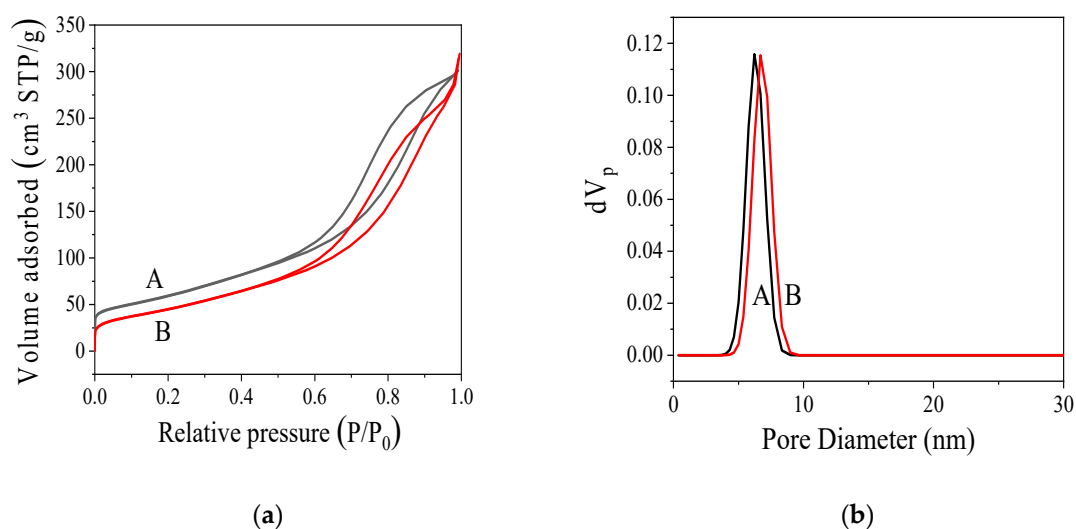 Volume adsorbed (cm³ STP/g)
350
300
250
200
150
100
50
0
A
B
0.0 0.2 0.4 0.6 0.8 1.0
Relative pressure (P/P₀)
(a)
dVₚ
0.12
0.10
0.08
0.06
0.04
0.02
0.00
A B
0 10 20 30
Pore Diameter (nm)
(b)